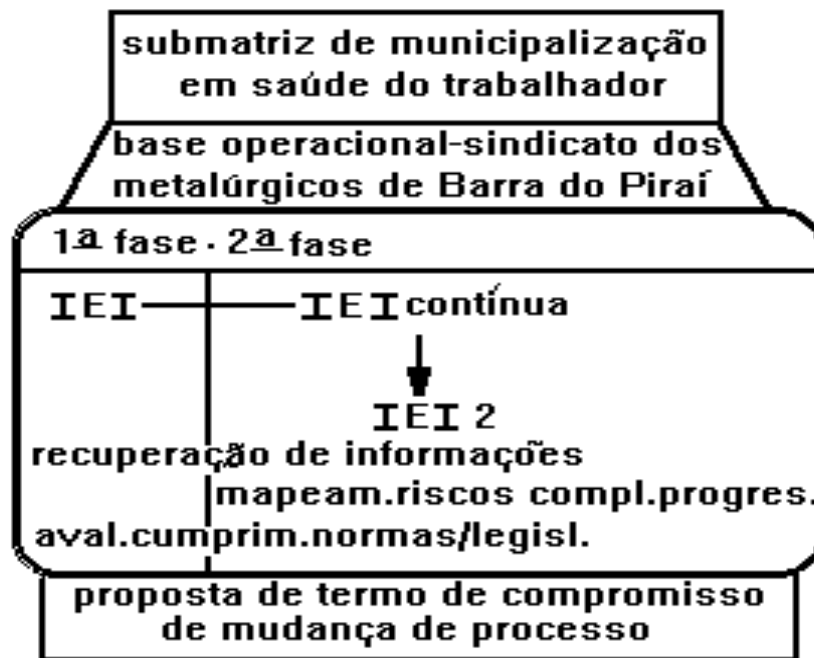 submatriz de municipalização
em saúde do trabalhador
base operacional-sindicato dos
metalúrgicos de Barra do Piraí
1ª fase . 2ª fase
IEI IEI contínua
IEI 2
recuperação de informações
mapeam.riscos compl.progres.
aval.cumprim.normas/legisl.
proposta de termo de compromisso
de mudança de processo